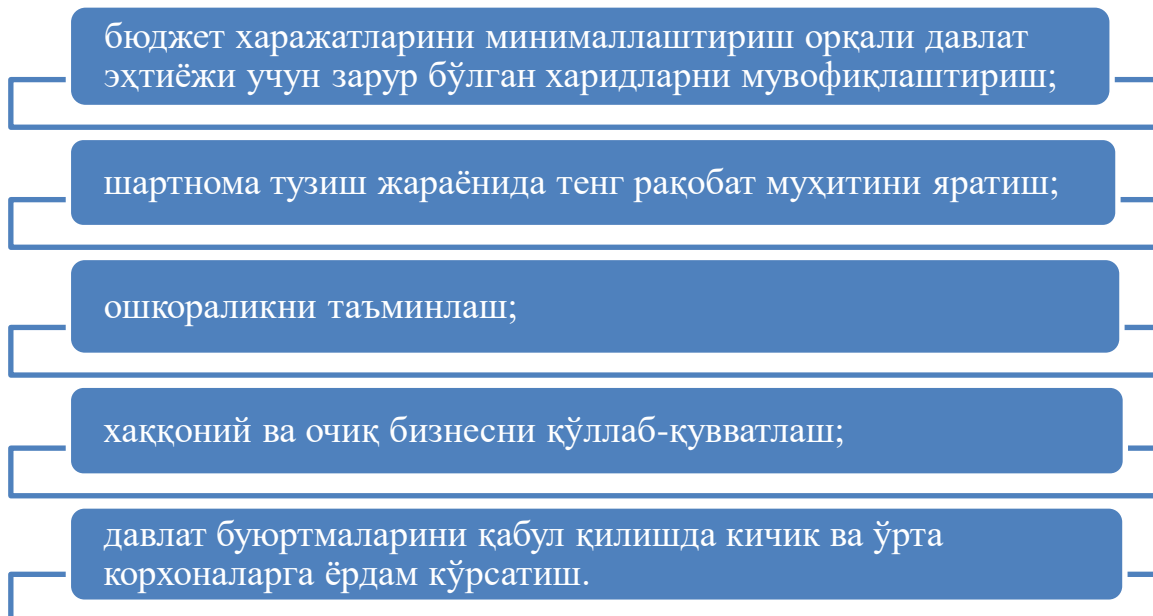 бюджет харажатларини минималлаштириш орқали давлат
эҳтиёжи учун зарур бўлган харидларни мувофиқлаштириш;
шартнома тузиш жараёнида тенг рақобат муҳитини яратиш;
ошкораликни таъминлаш;
хаққоний ва очиқ бизнесни қўллаб-қувватлаш;
давлат буюртмаларини қабул қилишда кичик ва ўрта
корхоналарга ёрдам кўрсатиш.